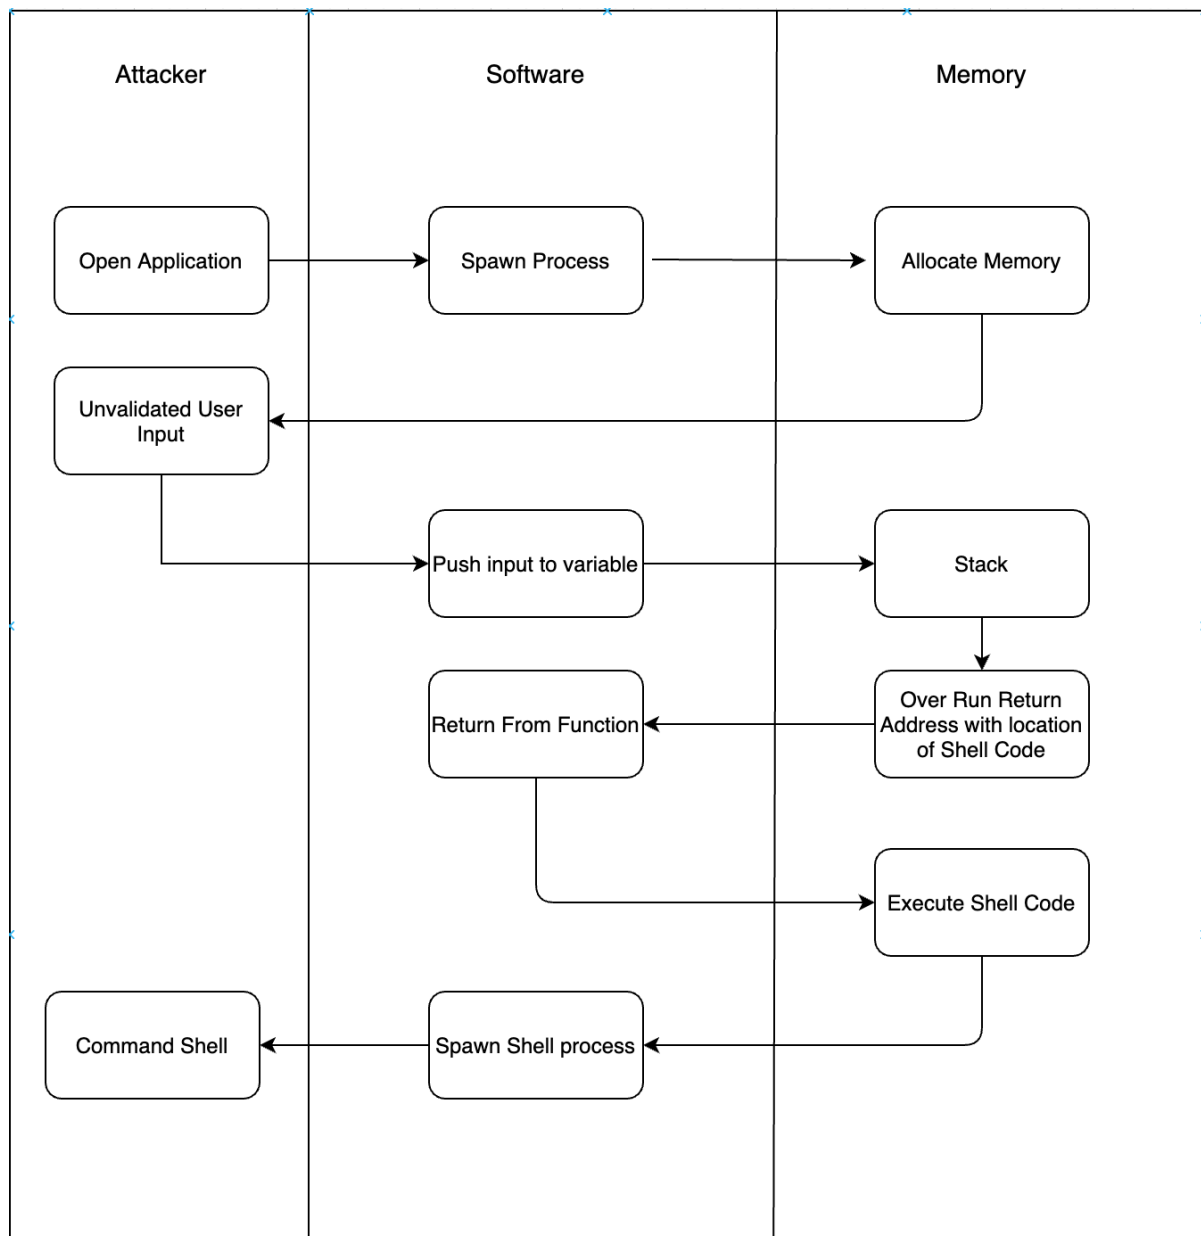 Attacker
Software
Memory
Open Application
Spawn Process
Allocate Memory
Unvalidated User
Input
Push input to variable
Stack
Return From Function
Over Run Return
Address with location
of Shell Code
Execute Shell Code
Command Shell
Spawn Shell process